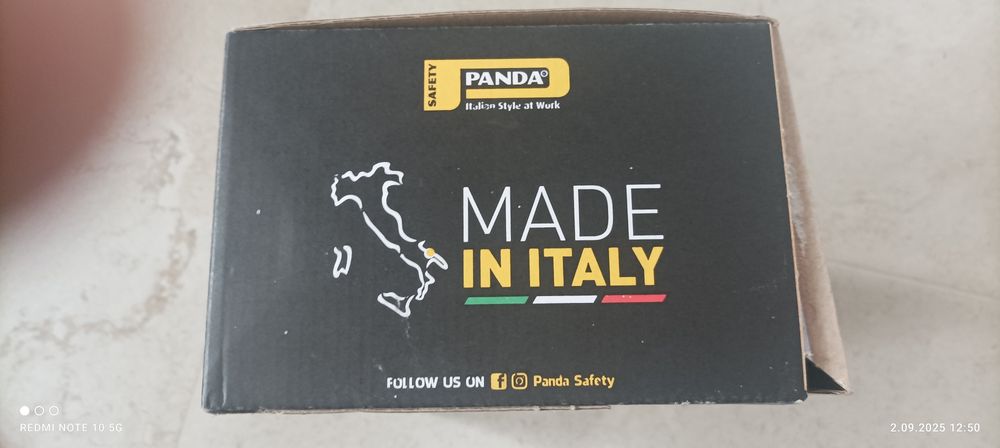 SAFETY
PANDA®
Italian Style at Work
MADE
IN ITALY
FOLLOW US ON Panda Safety
REDMI NOTE 10 5G
2.09.2025 12:50